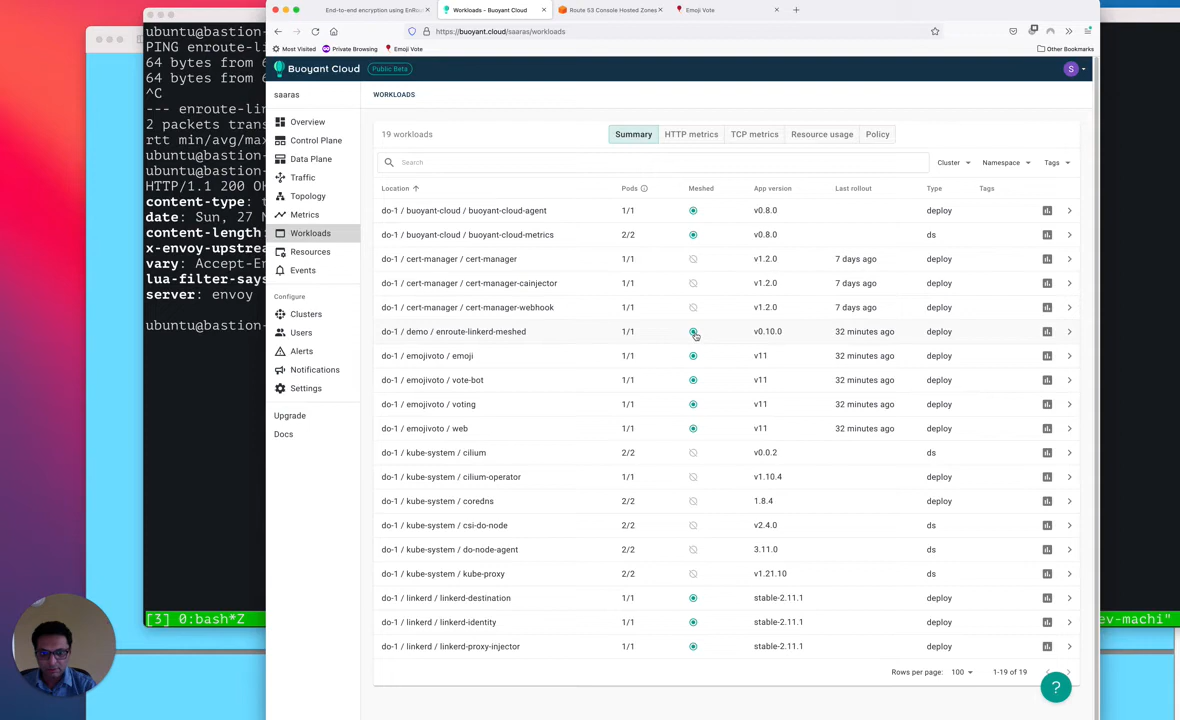 End-to-end encryption using EnRou
Workloads - Buoyant Cloud
Route 53 Console Hosted Zones
Emoji Vote
https://buoyant.cloud/saaras/workloads
Most Visited
Private Browsing
Emoji Vote
Other Bookmarks
ubuntu@bastion-
PING enroute-li
64 bytes from 6
64 bytes from 6
^C
--- enroute-lin
2 packets trans
rtt min/avg/max
ubuntu@bastion-
ubuntu@bastion-
HTTP/1.1 200 OK
content-type: t
date: Sun, 27 N
content-length:
x-envoy-upstrea
vary: Accept-En
lua-filter-says
server: envoy
ubuntu@bastion-
[3] 0:bash*Z
ev-machi"
Buoyant Cloud
Public Beta
S
saaras
Overview
Control Plane
Data Plane
Traffic
Topology
Metrics
Workloads
Resources
Events
Configure
Clusters
Users
Alerts
Notifications
Settings
Upgrade
Docs
WORKLOADS
19 workloads
Summary HTTP metrics TCP metrics Resource usage Policy
Search
Cluster Namespace Tags
Location Pods Meshed App version Last rollout Type Tags
do-1 / buoyant-cloud / buoyant-cloud-agent 1/1 v0.8.0 deploy
do-1 / buoyant-cloud / buoyant-cloud-metrics 2/2 v0.8.0 ds
do-1 / cert-manager / cert-manager 1/1 v1.2.0 7 days ago deploy
do-1 / cert-manager / cert-manager-cainjector 1/1 v1.2.0 7 days ago deploy
do-1 / cert-manager / cert-manager-webhook 1/1 v1.2.0 7 days ago deploy
do-1 / demo / enroute-linkerd-meshed 1/1 v0.10.0 32 minutes ago deploy
do-1 / emojivoto / emoji 1/1 v11 32 minutes ago deploy
do-1 / emojivoto / vote-bot 1/1 v11 32 minutes ago deploy
do-1 / emojivoto / voting 1/1 v11 32 minutes ago deploy
do-1 / emojivoto / web 1/1 v11 32 minutes ago deploy
do-1 / kube-system / cilium 2/2 v0.0.2 ds
do-1 / kube-system / cilium-operator 1/1 v1.10.4 deploy
do-1 / kube-system / coredns 2/2 1.8.4 deploy
do-1 / kube-system / csi-do-node 2/2 v2.4.0 ds
do-1 / kube-system / do-node-agent 2/2 3.11.0 ds
do-1 / kube-system / kube-proxy 2/2 v1.21.10 ds
do-1 / linkerd / linkerd-destination 1/1 stable-2.11.1 deploy
do-1 / linkerd / linkerd-identity 1/1 stable-2.11.1 deploy
do-1 / linkerd / linkerd-proxy-injector 1/1 stable-2.11.1 deploy
Rows per page: 100 1-19 of 19
?